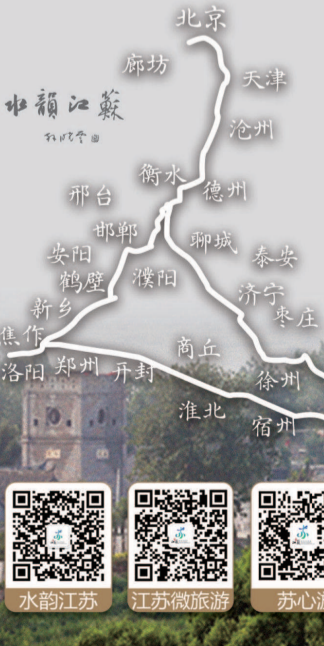 北京
廊坊
天津
水韻江蘇
沧州
衡水
德州
邢台
邯郸
聊城
安阳
泰安
鹤壁
濮阳
济宁
新乡
枣庄
焦作
商丘
洛阳
郑州
开封
徐州
淮北
宿州
水韵江苏
江苏微旅游
苏心游